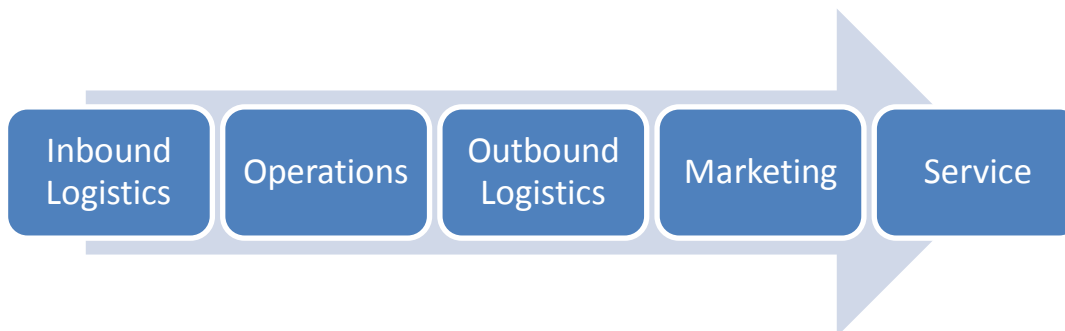 Inbound
Logistics
Operations
Outbound
Logistics
Marketing
Service